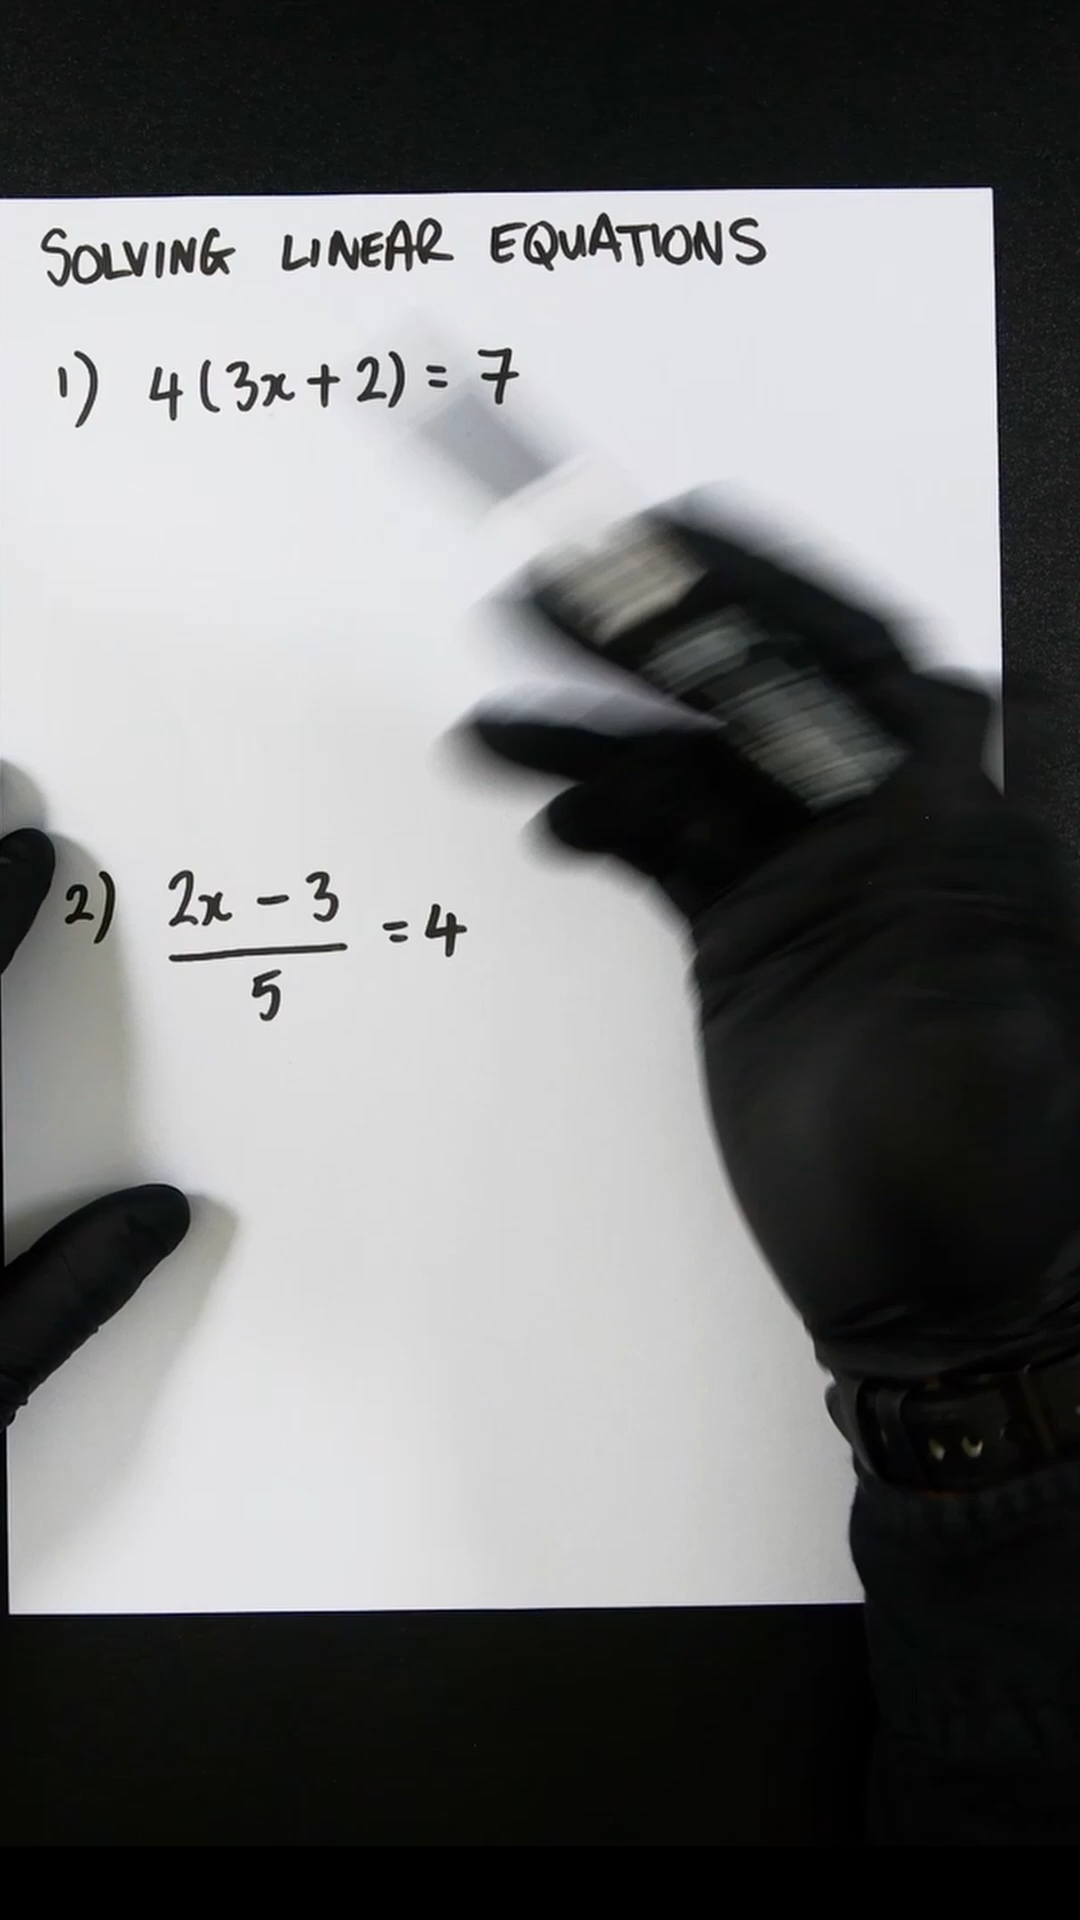 SOLVING LINEAR EQUATIONS
1) 4(3x+2)=7
2) 2x-3
=4
5